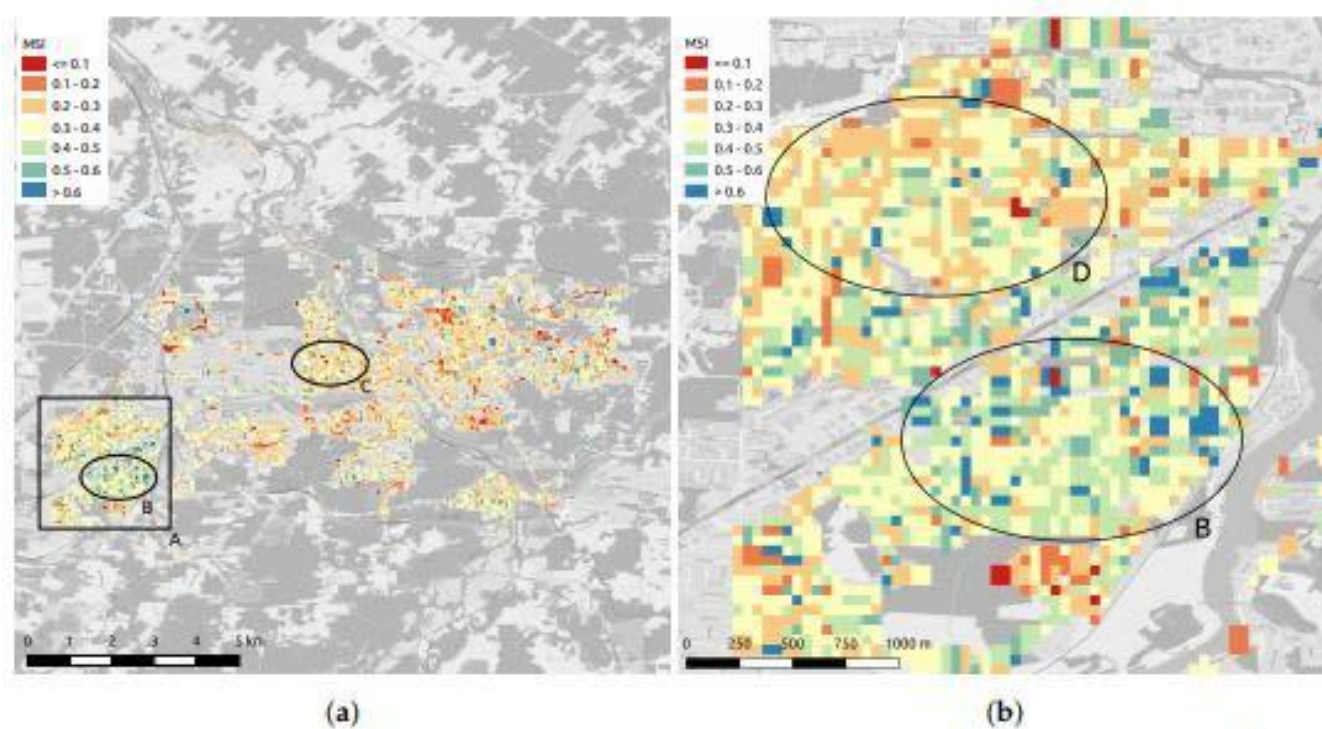 MSI
<= 0.1
0.1 - 0.2
0.2 - 0.3
0.3 - 0.4
0.4 - 0.5
0.5 - 0.6
> 0.6
C
B
A
0 1 2 3 4 5 km
(a)
MSI
<= 0.1
0.1 - 0.2
0.2 - 0.3
0.3 - 0.4
0.4 - 0.5
0.5 - 0.6
> 0.6
D
B
0 250 500 750 1000 m
(b)